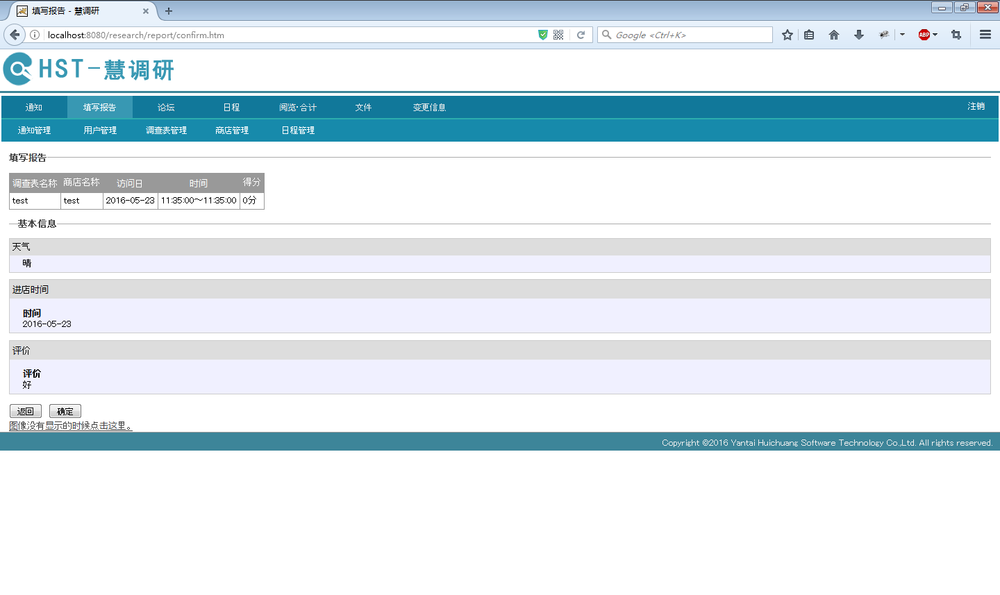 填写报告 - 慧调研
localhost:8080/research/report/confirm.htm
Google <Ctrl+K>
ABP
HST-慧调研
通知 填写报告 论坛 日程 阅览·合计 文件 变更信息 注销
通知管理 用户管理 调查表管理 商店管理 日程管理
填写报告
调查表名称 商店名称 访问日 时间 得分
test test 2016-05-23 11:35:00～11:35:00 0分
基本信息
天气
晴
进店时间
时间
2016-05-23
评价
评价
好
返回 确定
图像没有显示的时候点击这里。
Copyright ©2016 Yantai Huichuang Software Technology Co.,Ltd. All rights reserved.